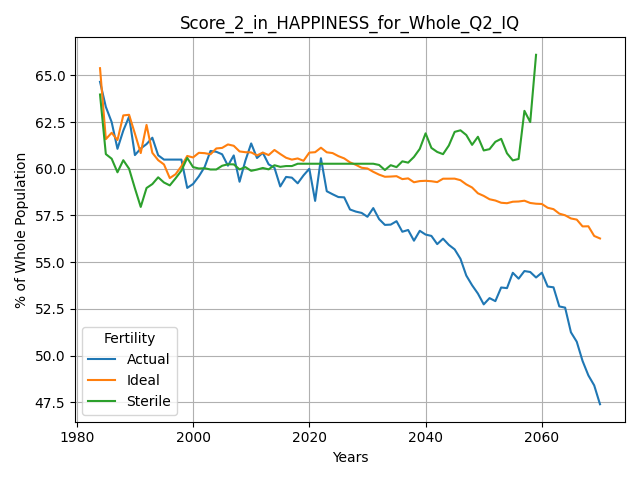 Score_2_in_HAPPINESS_for_Whole_Q2_IQ
% of Whole Population
65.0
62.5
60.0
57.5
55.0
52.5
50.0
47.5
Fertility
Actual
Ideal
Sterile
1980
2000
2020
2040
2060
Years